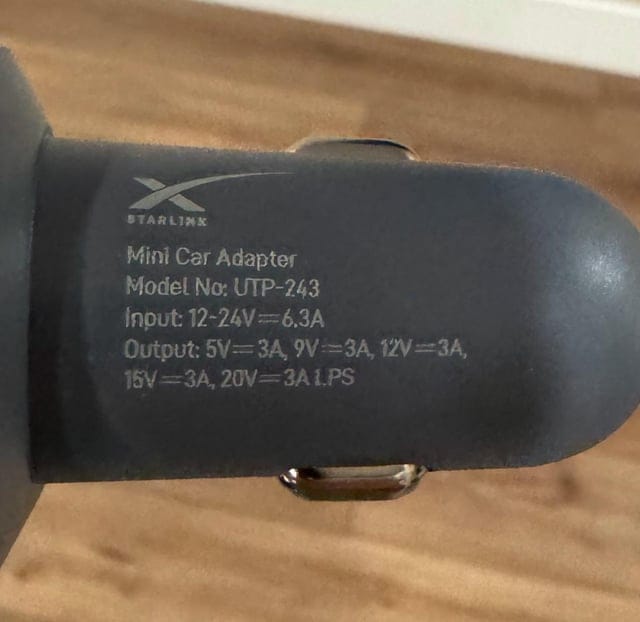 STARLINK
Mini Car Adapter
Model No: UTP-243
Input: 12-24V⎓6.3A
Output: 5V⎓3A, 9V⎓3A, 12V⎓3A,
15V⎓3A, 20V⎓3A LPS